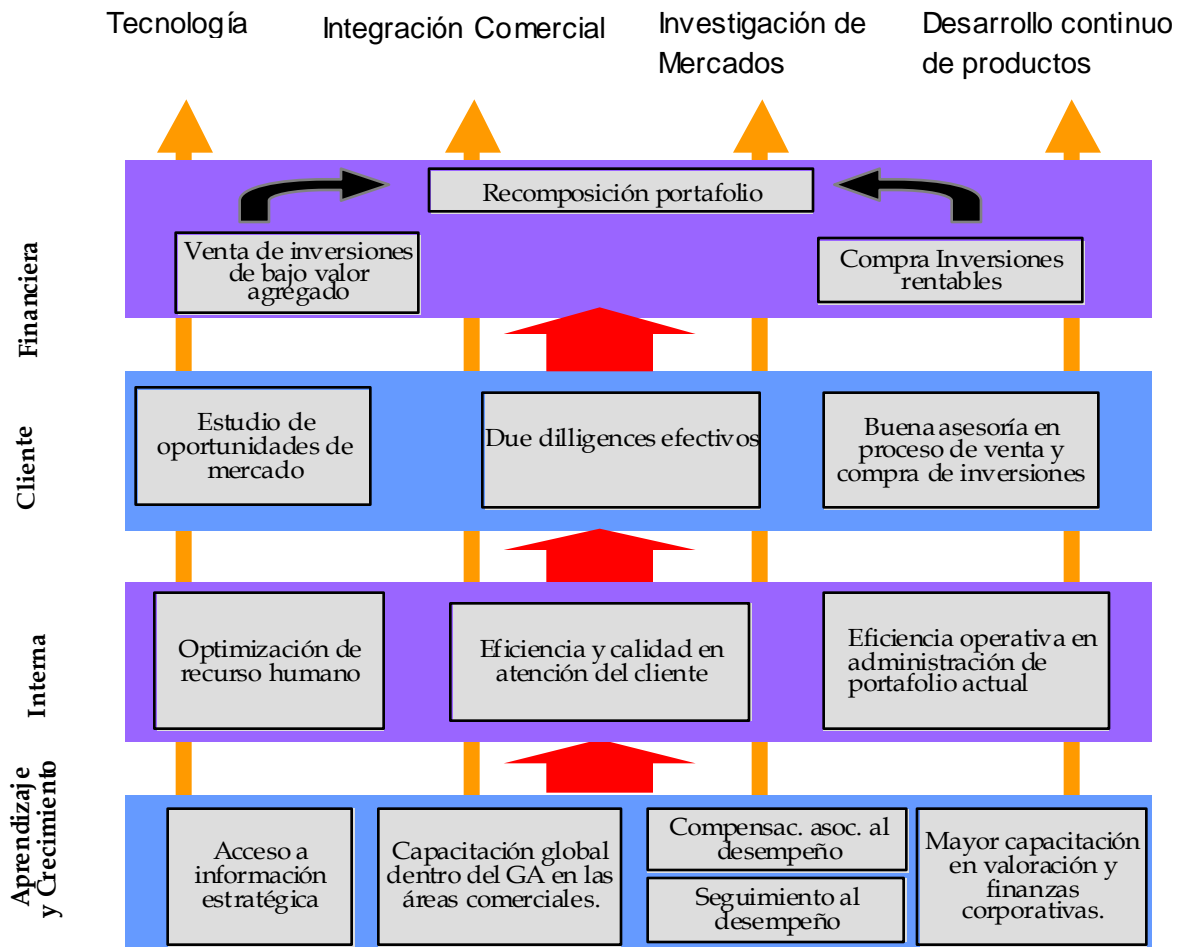 Tecnología
Integración Comercial
Investigación de
Mercados
Desarrollo continuo
de productos
Financiera
Recomposición portafolio
Venta de inversiones
de bajo valor
agregado
Compra Inversiones
rentables
Cliente
Estudio de
oportunidades de
mercado
Due dilligences efectivos
Buena asesoría en
proceso de venta y
compra de inversiones
Interna
Optimización de
recurso humano
Eficiencia y calidad en
atención del cliente
Eficiencia operativa en
administración de
portafolio actual
Aprendizaje
y Crecimiento
Acceso a
información
estratégica
Capacitación global
dentro del GA en las
áreas comerciales.
Compensac. asoc. al
desempeño
Seguimiento al
desempeño
Mayor capacitación
en valoración y
finanzas
corporativas.